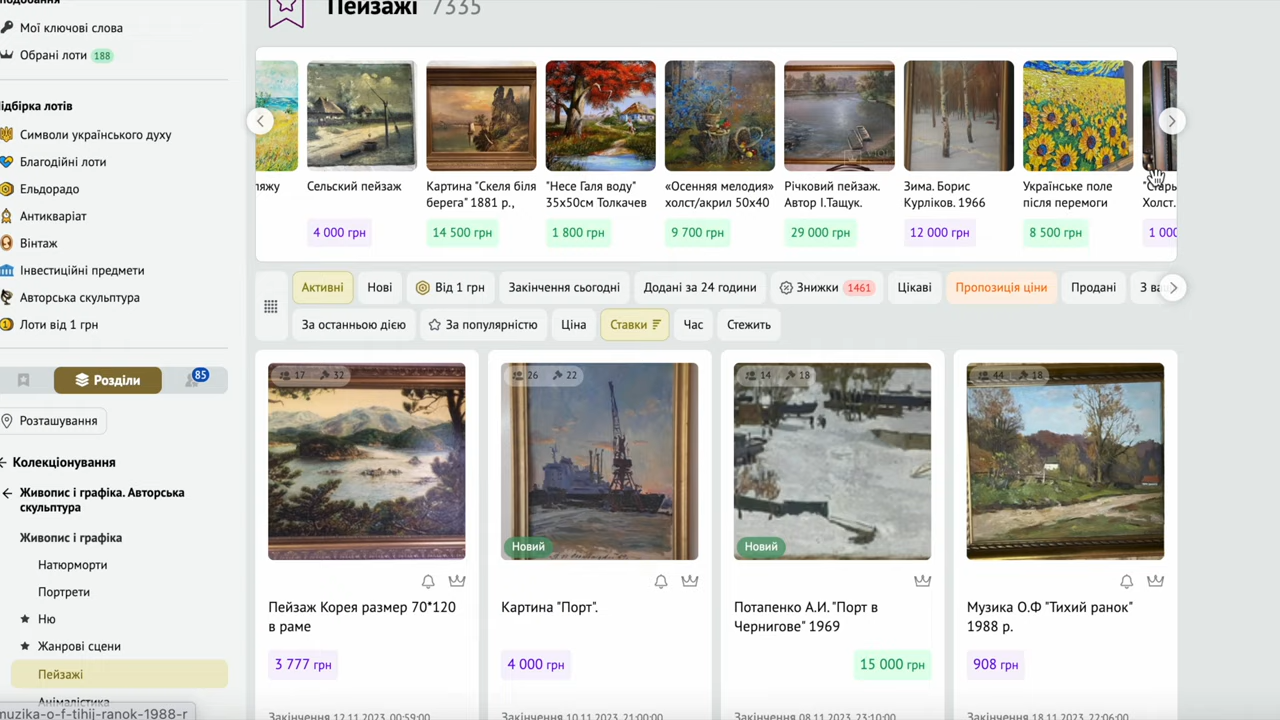 Мої ключові слова
Обрані лоти 188
Підбірка лотів
Символи українського духу
Благодійні лоти
Ельдорадо
Антикваріат
Вінтаж
Інвестиційні предмети
Авторська скульптура
Лоти від 1 грн
Розділи
85
Розташування
Колекціонування
Живопис і графіка. Авторська
скульптура
Живопис і графіка
Натюрморти
Портрети
Ню
Жанрові сцени
Пейзажі
Анімалістика
muzika-o-f-tihij-ranok-1988-r
Пейзажі 7335
Сельский пейзаж
4 000 грн
Картина "Скеля біля
берега" 1881 р.,
14 500 грн
"Несе Галя воду"
35х50см Толкачев
1 800 грн
«Осенняя мелодия»
холст/акрил 50х40
9 700 грн
Річковий пейзаж.
Автор І.Тащук.
29 000 грн
Зима. Борис
Курліков. 1966
12 000 грн
Українське поле
після перемоги
8 500 грн
Холст.
Активні
Нові
Від 1 грн
Закінчення сьогодні
Додані за 24 години
Знижки 1461
Цікаві
Пропозиція ціни
Продані
За останньою дією
За популярністю
Ціна
Ставки
Час
Стежить
17 32
Пейзаж Корея размер 70*120
в раме
3 777 грн
Закінчення 12.11.2023, 00:59:00
26 22
Новий
Картина "Порт".
4 000 грн
Закінчення 10.11.2023, 21:00:00
14 18
Новий
Потапенко А.И. "Порт в
Чернигове" 1969
15 000 грн
Закінчення 08.11.2023, 23:10:00
44 18
Музика О.Ф "Тихий ранок"
1988 р.
908 грн
Закінчення 18.11.2023, 22:06:00